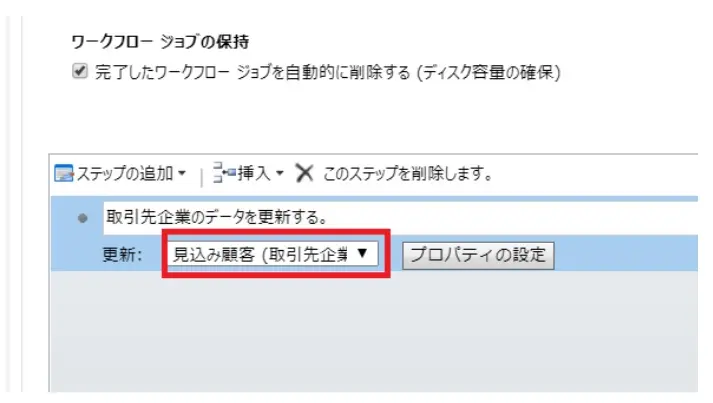 ワークフロー ジョブの保持
完了したワークフロー ジョブを自動的に削除する (ディスク容量の確保)
ステップの追加 挿入 このステップを削除します。
取引先企業のデータを更新する。
更新: 見込み顧客 (取引先企業 プロパティの設定